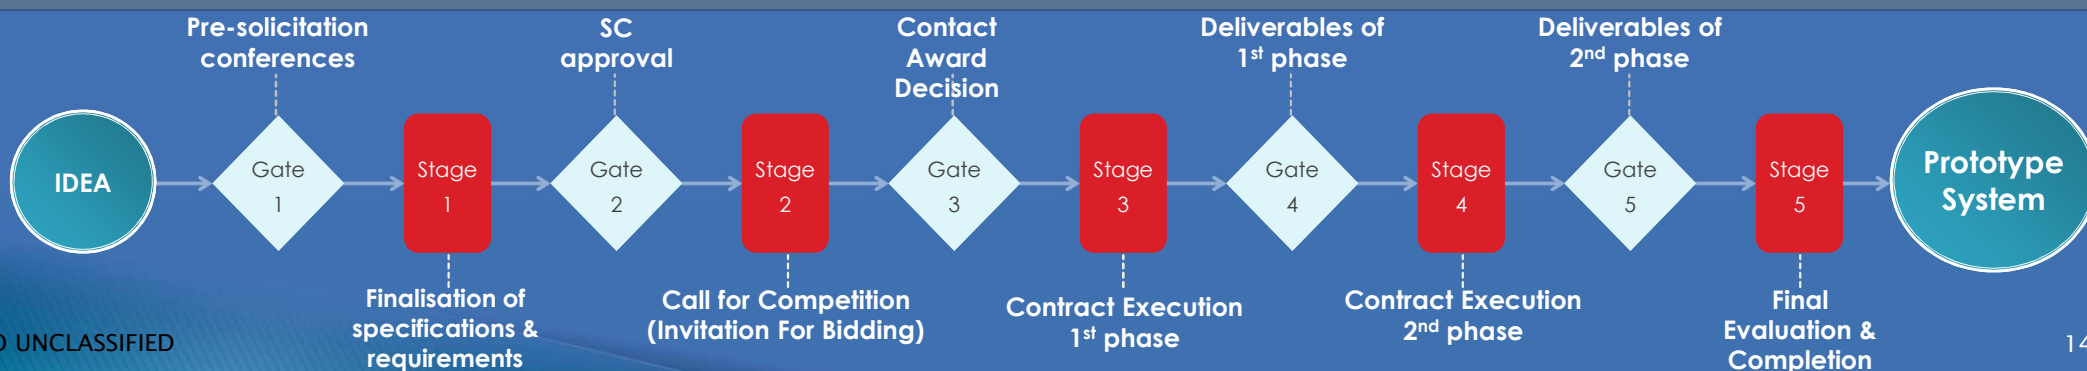 Pre-solicitation
conferences
SC
approval
Contact
Award
Decision
Deliverables of
1st phase
Deliverables of
2nd phase
IDEA
Gate
1
Stage
1
Gate
2
Stage
2
Gate
3
Stage
3
Gate
4
Stage
4
Gate
5
Stage
5
Prototype
System
Finalisation of
specifications &
requirements
Call for Competition
(Invitation For Bidding)
Contract Execution
1st phase
Contract Execution
2nd phase
Final
Evaluation &
Completion
UNCLASSIFIED
14